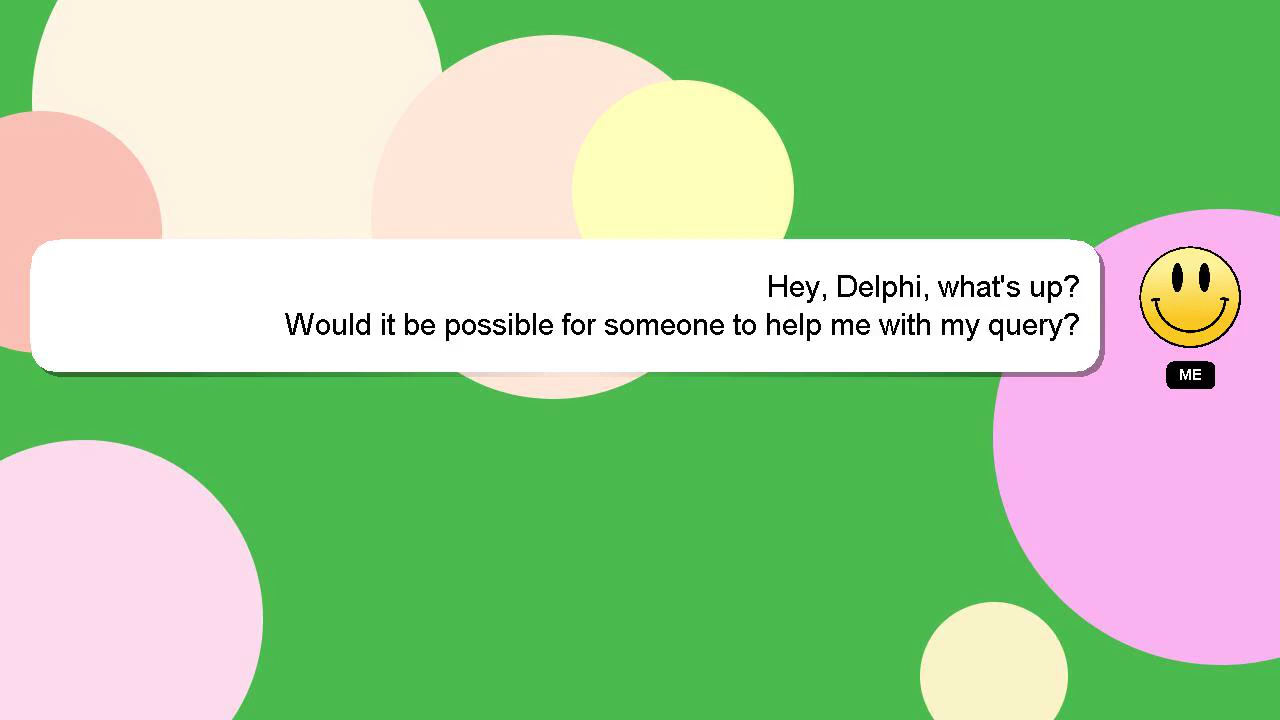 Hey, Delphi, what's up?
Would it be possible for someone to help me with my query?
ME